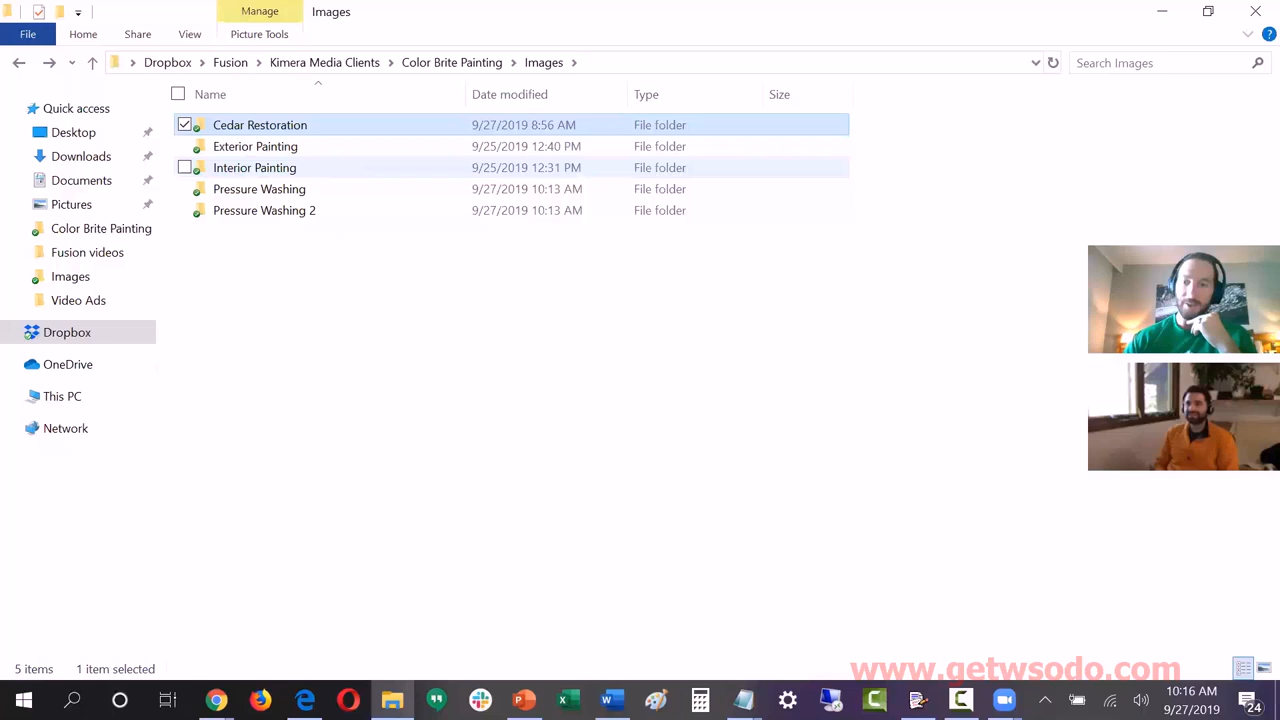 Manage
Images
File
Home
Share
View
Picture Tools
Dropbox
Fusion
Kimera Media Clients
Color Brite Painting
Images
Search Images
Name
Date modified
Type
Size
Cedar Restoration 9/27/2019 8:56 AM File folder
Exterior Painting 9/25/2019 12:40 PM File folder
Interior Painting 9/25/2019 12:31 PM File folder
Pressure Washing 9/27/2019 10:13 AM File folder
Pressure Washing 2 9/27/2019 10:13 AM File folder
Quick access
Desktop
Downloads
Documents
Pictures
Color Brite Painting
Fusion videos
Images
Video Ads
Dropbox
OneDrive
This PC
Network
5 items 1 item selected
www.getwsodo.com
10:16 AM
9/27/2019
24